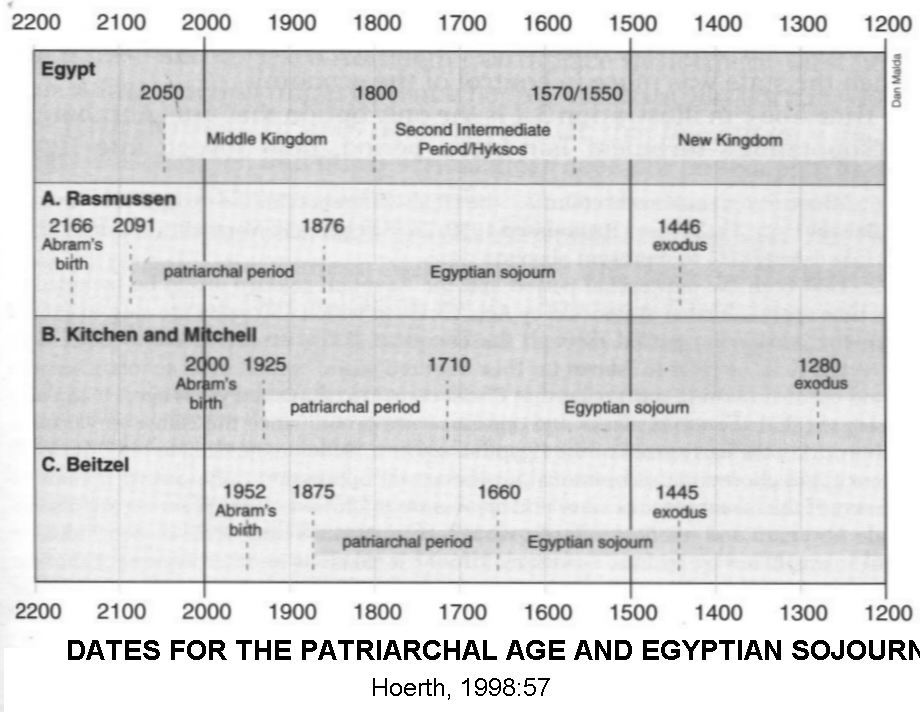 2200 2100 2000 1900 1800 1700 1600 1500 1400 1300 1200
Dan Malda
Egypt
2050 1800 1570/1550
Middle Kingdom Second Intermediate Period/Hyksos New Kingdom
A. Rasmussen
2166 2091 1876 1446
Abram's birth exodus
patriarchal period Egyptian sojourn
B. Kitchen and Mitchell
2000 1925 1710 1280
Abram's birth exodus
patriarchal period Egyptian sojourn
C. Beitzel
1952 1875 1660 1445
Abram's birth exodus
patriarchal period Egyptian sojourn
2200 2100 2000 1900 1800 1700 1600 1500 1400 1300 1200
DATES FOR THE PATRIARCHAL AGE AND EGYPTIAN SOJOURN
Hoerth, 1998:57